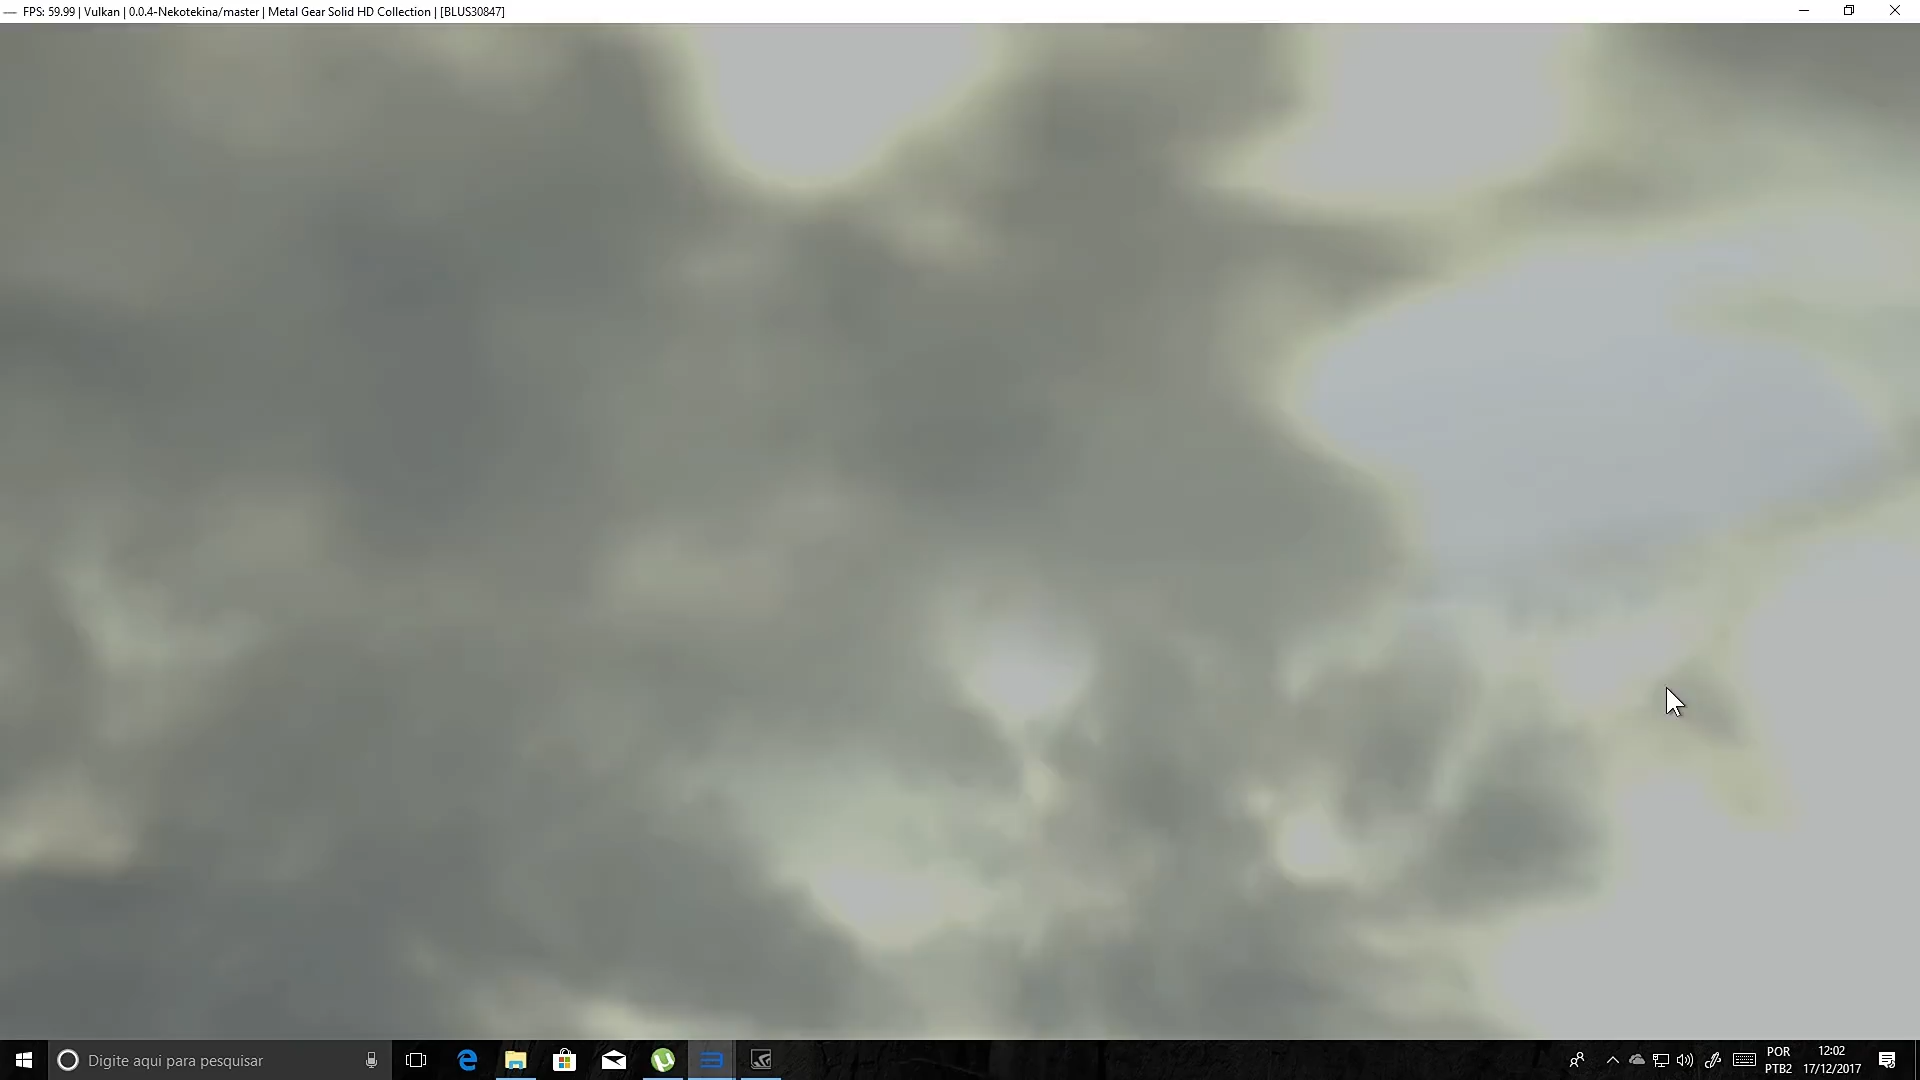 FPS: 59.99 | Vulkan | 0.0.4-Nekotekina/master | Metal Gear Solid HD Collection | [BLUS30847]
Digite aqui para pesquisar
POR
PTB2
12:02
17/12/2017